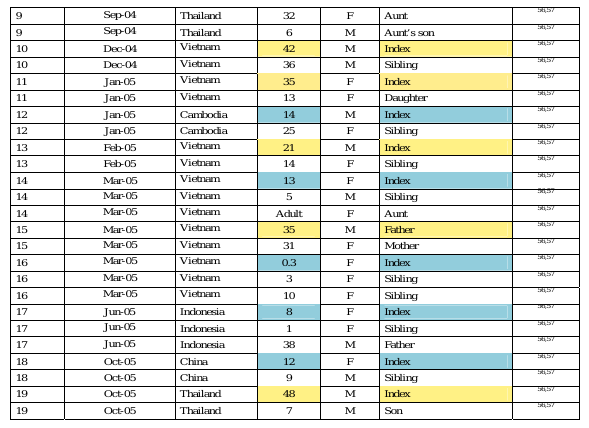 9 Sep-04 Thailand 32 F Aunt 56,57
9 Sep-04 Thailand 6 M Aunt's son 56,57
10 Dec-04 Vietnam 42 M Index 56,57
10 Dec-04 Vietnam 36 M Sibling 56,57
11 Jan-05 Vietnam 35 F Index 56,57
11 Jan-05 Vietnam 13 F Daughter 56,57
12 Jan-05 Cambodia 14 M Index 56,57
12 Jan-05 Cambodia 25 F Sibling 56,57
13 Feb-05 Vietnam 21 M Index 56,57
13 Feb-05 Vietnam 14 F Sibling 56,57
14 Mar-05 Vietnam 13 F Index 56,57
14 Mar-05 Vietnam 5 M Sibling 56,57
14 Mar-05 Vietnam Adult F Aunt 56,57
15 Mar-05 Vietnam 35 M Father 56,57
15 Mar-05 Vietnam 31 F Mother 56,57
16 Mar-05 Vietnam 0.3 F Index 56,57
16 Mar-05 Vietnam 3 F Sibling 56,57
16 Mar-05 Vietnam 10 F Sibling 56,57
17 Jun-05 Indonesia 8 F Index 56,57
17 Jun-05 Indonesia 1 F Sibling 56,57
17 Jun-05 Indonesia 38 M Father 56,57
18 Oct-05 China 12 F Index 56,57
18 Oct-05 China 9 M Sibling 56,57
19 Oct-05 Thailand 48 M Index 56,57
19 Oct-05 Thailand 7 M Son 56,57